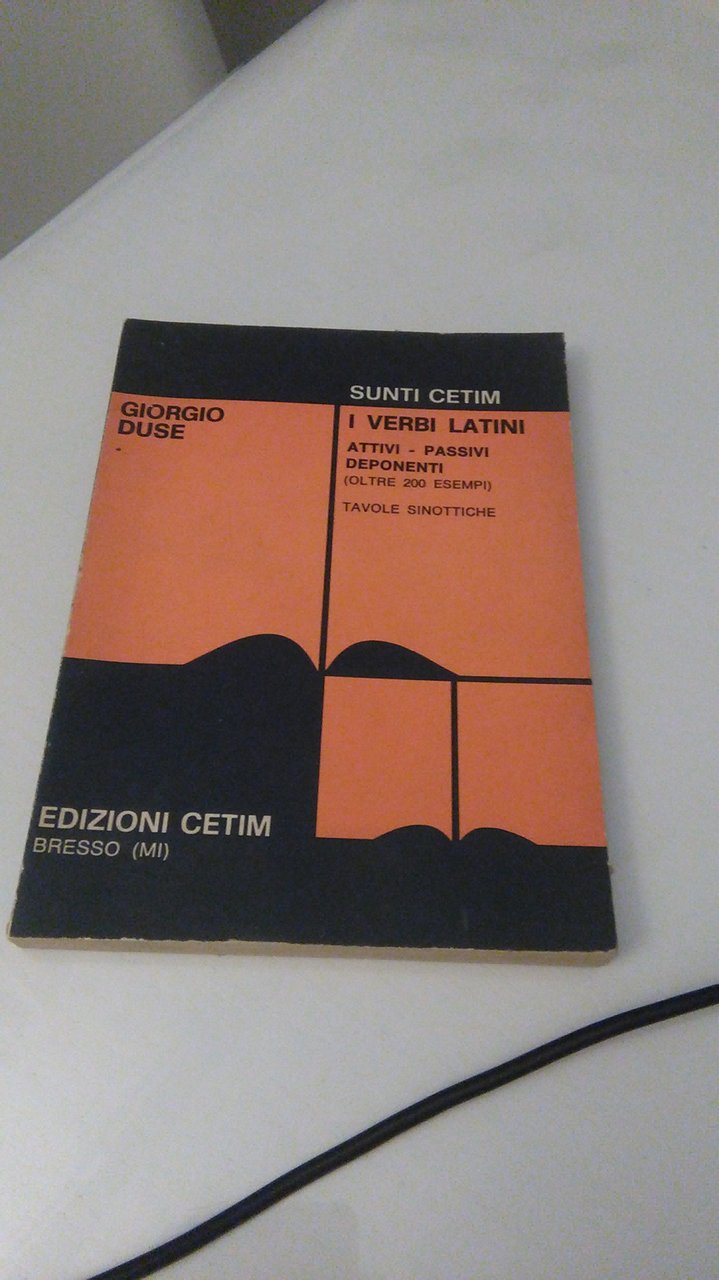 SUNTI CETIM
GIORGIO
DUSE
I VERBI LATINI
ATTIVI - PASSIVI
DEPONENTI
(OLTRE 200 ESEMPI)
TAVOLE SINOTTICHE
EDIZIONI CETIM
BRESSO (MI)